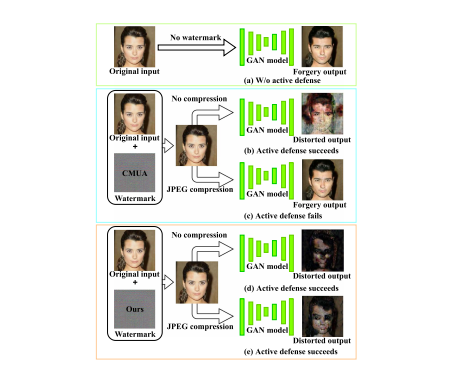 No watermark
Original input
GAN model
Forgery output
(a) W/o active defense
No compression
Original input
+
CMUA
Watermark
JPEG compression
GAN model
Distorted output
(b) Active defense succeeds
GAN model
Forgery output
(c) Active defense fails
No compression
Original input
+
Ours
Watermark
JPEG compression
GAN model
Distorted output
(d) Active defense succeeds
GAN model
Distorted output
(e) Active defense succeeds